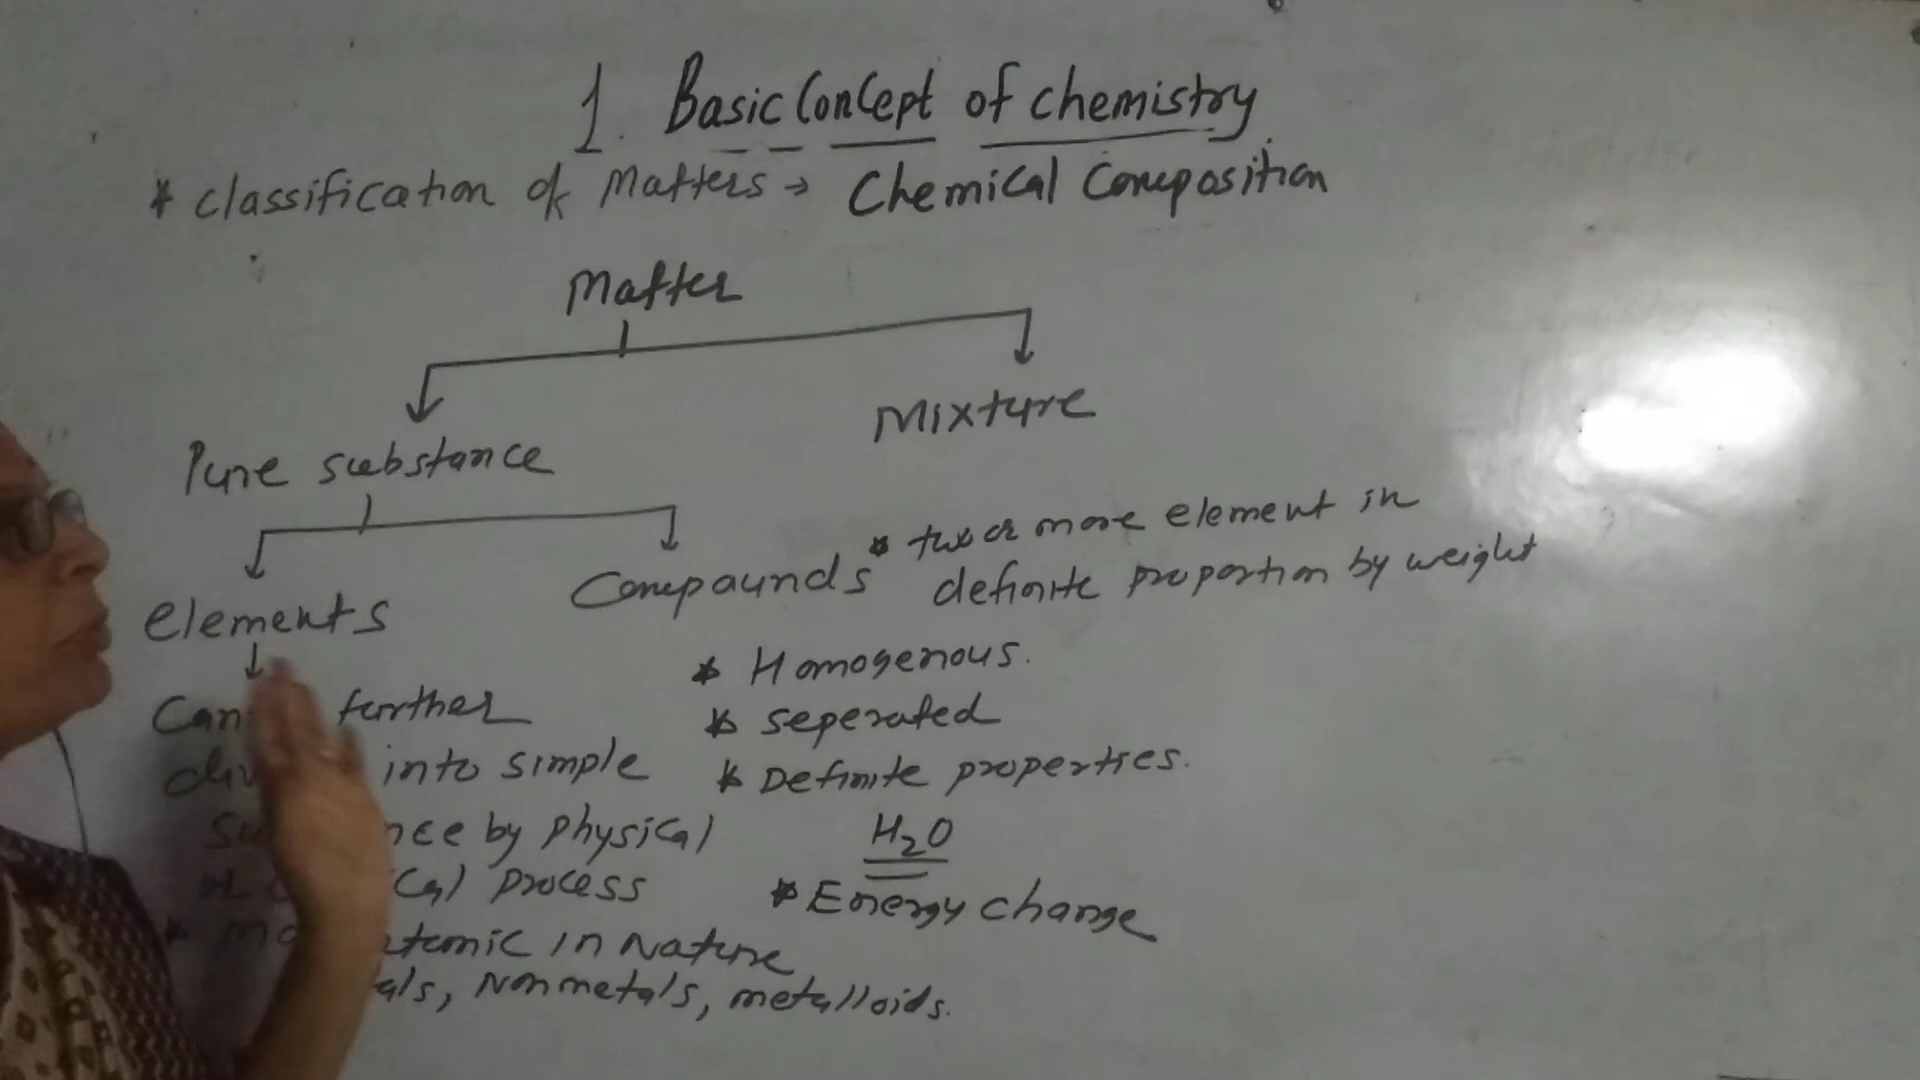 1. Basic Concept of chemistry
* classification of Matters → Chemical Composition
Matter
Pure substance
Mixture
elements
Compounds
* two or more element in
definite proportion by weight
* Homogenous.
* seperated
* Definite properties.
H₂O
* Energy change
↓
further
into simple
by physical
process
in Nature
Nonmetals, metalloids.